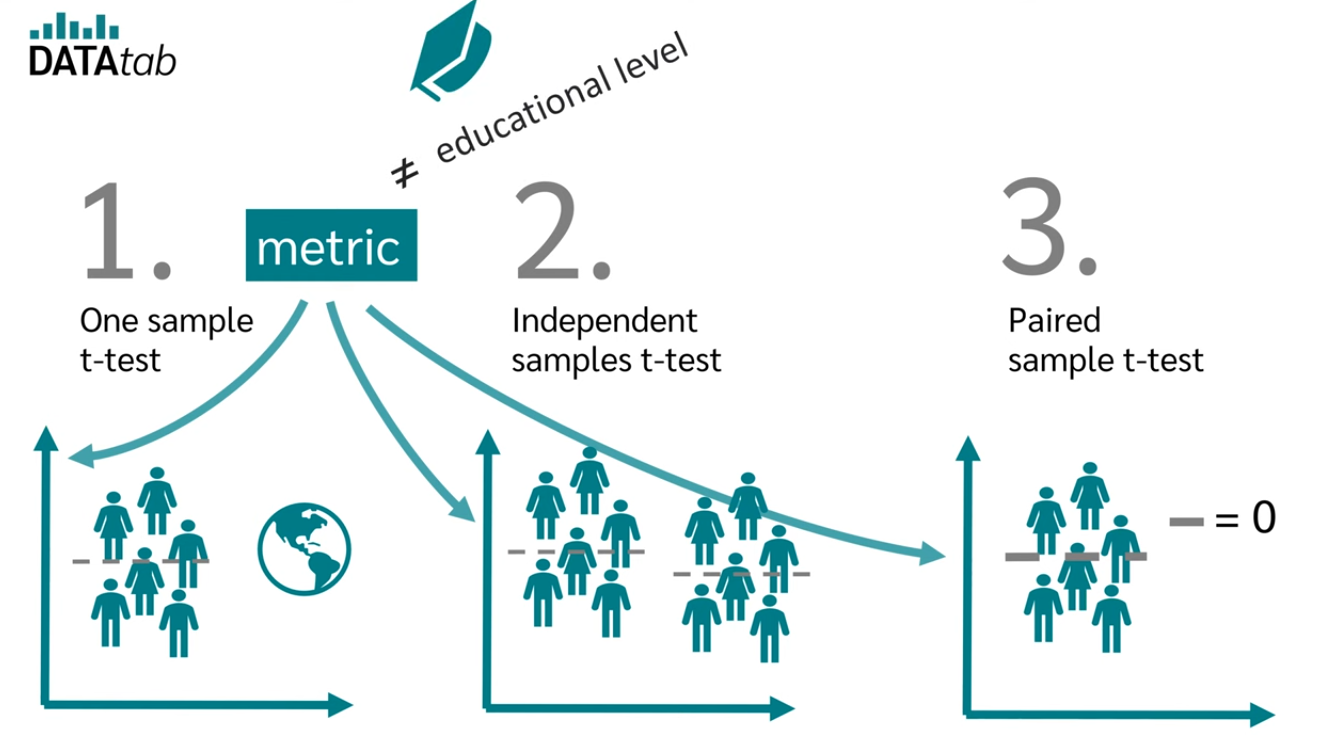 DATAtab
≠ educational level
1.
metric
2.
3.
One sample
t-test
Independent
samples t-test
Paired
sample t-test
= 0